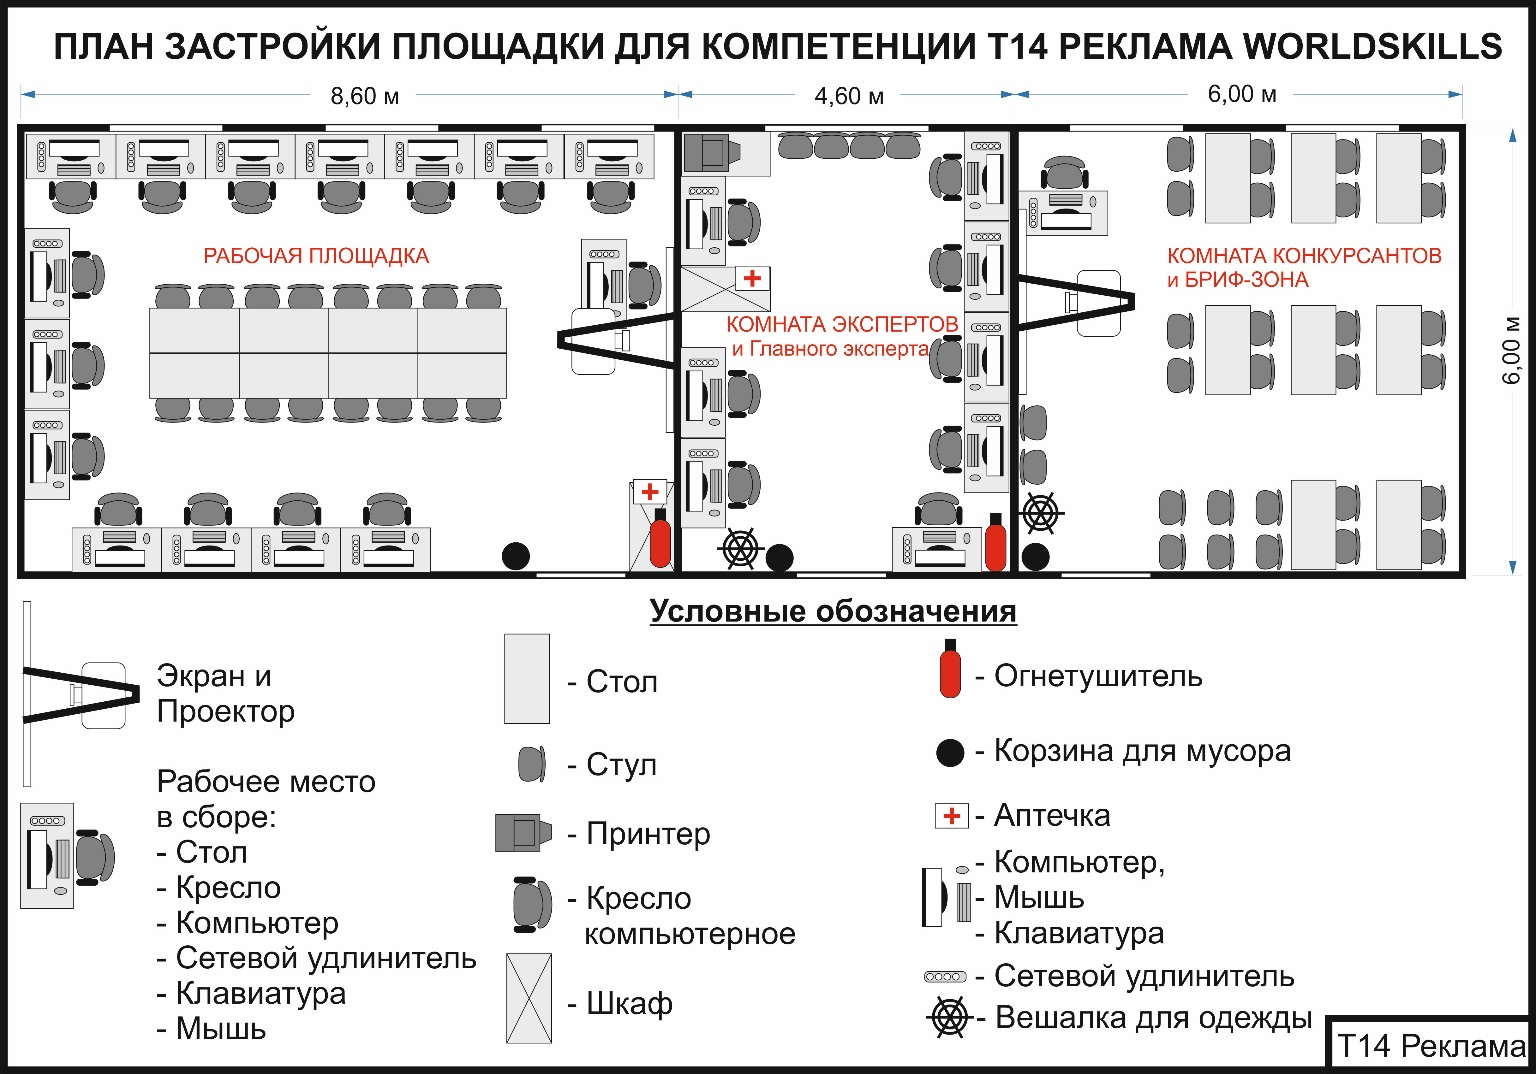 ПЛАН ЗАСТРОЙКИ ПЛОЩАДКИ ДЛЯ КОМПЕТЕНЦИИ Т14 РЕКЛАМА WORLDSKILLS
8,60 м
4,60 м
6,00 м
6,00 м
РАБОЧАЯ ПЛОЩАДКА
КОМНАТА ЭКСПЕРТОВ
и Главного эксперта
КОМНАТА КОНКУРСАНТОВ
и БРИФ-ЗОНА
Условные обозначения
Экран и
Проектор
Рабочее место
в сборе:
- Стол
- Кресло
- Компьютер
- Сетевой удлинитель
- Клавиатура
- Мышь
- Стол
- Стул
- Принтер
- Кресло
компьютерное
- Шкаф
- Огнетушитель
- Корзина для мусора
- Аптечка
- Компьютер,
- Мышь
- Клавиатура
- Сетевой удлинитель
- Вешалка для одежды
Т14 Реклама